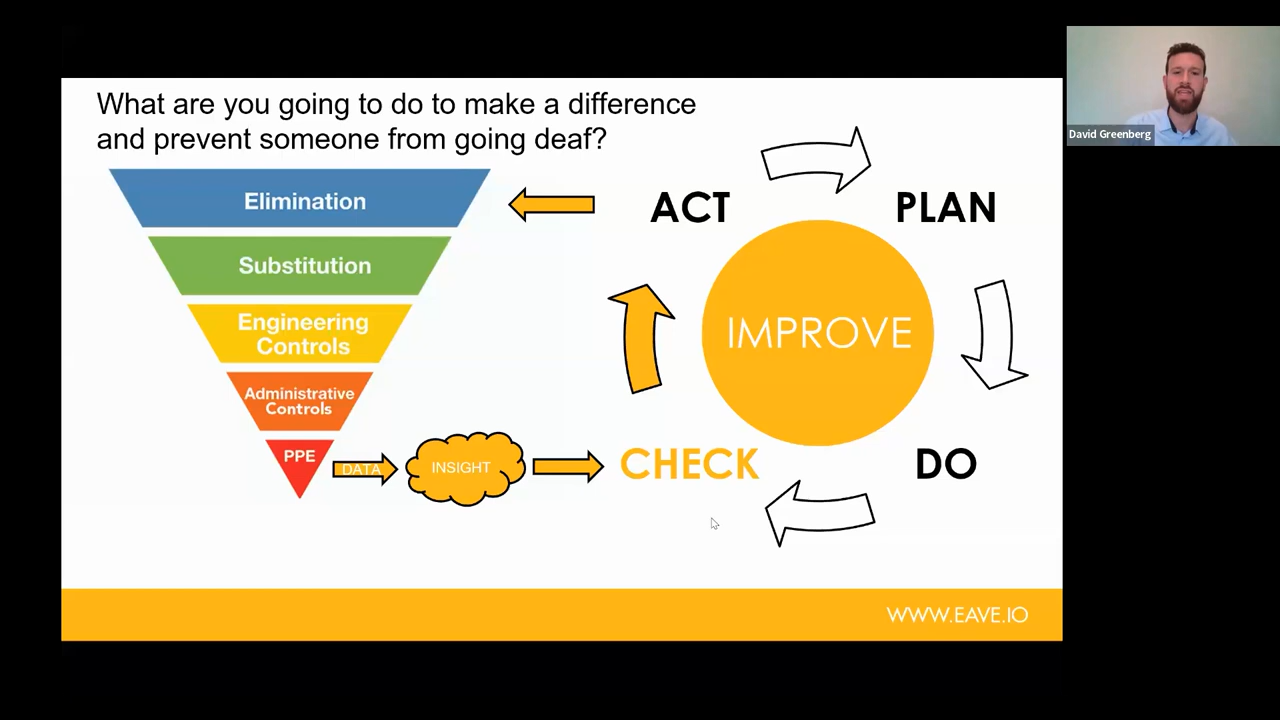 What are you going to do to make a difference
and prevent someone from going deaf?
Elimination
Substitution
Engineering
Controls
Administrative
Controls
PPE
DATA
INSIGHT
CHECK
ACT
PLAN
IMPROVE
DO
WWW.EAVE.IO
David Greenberg